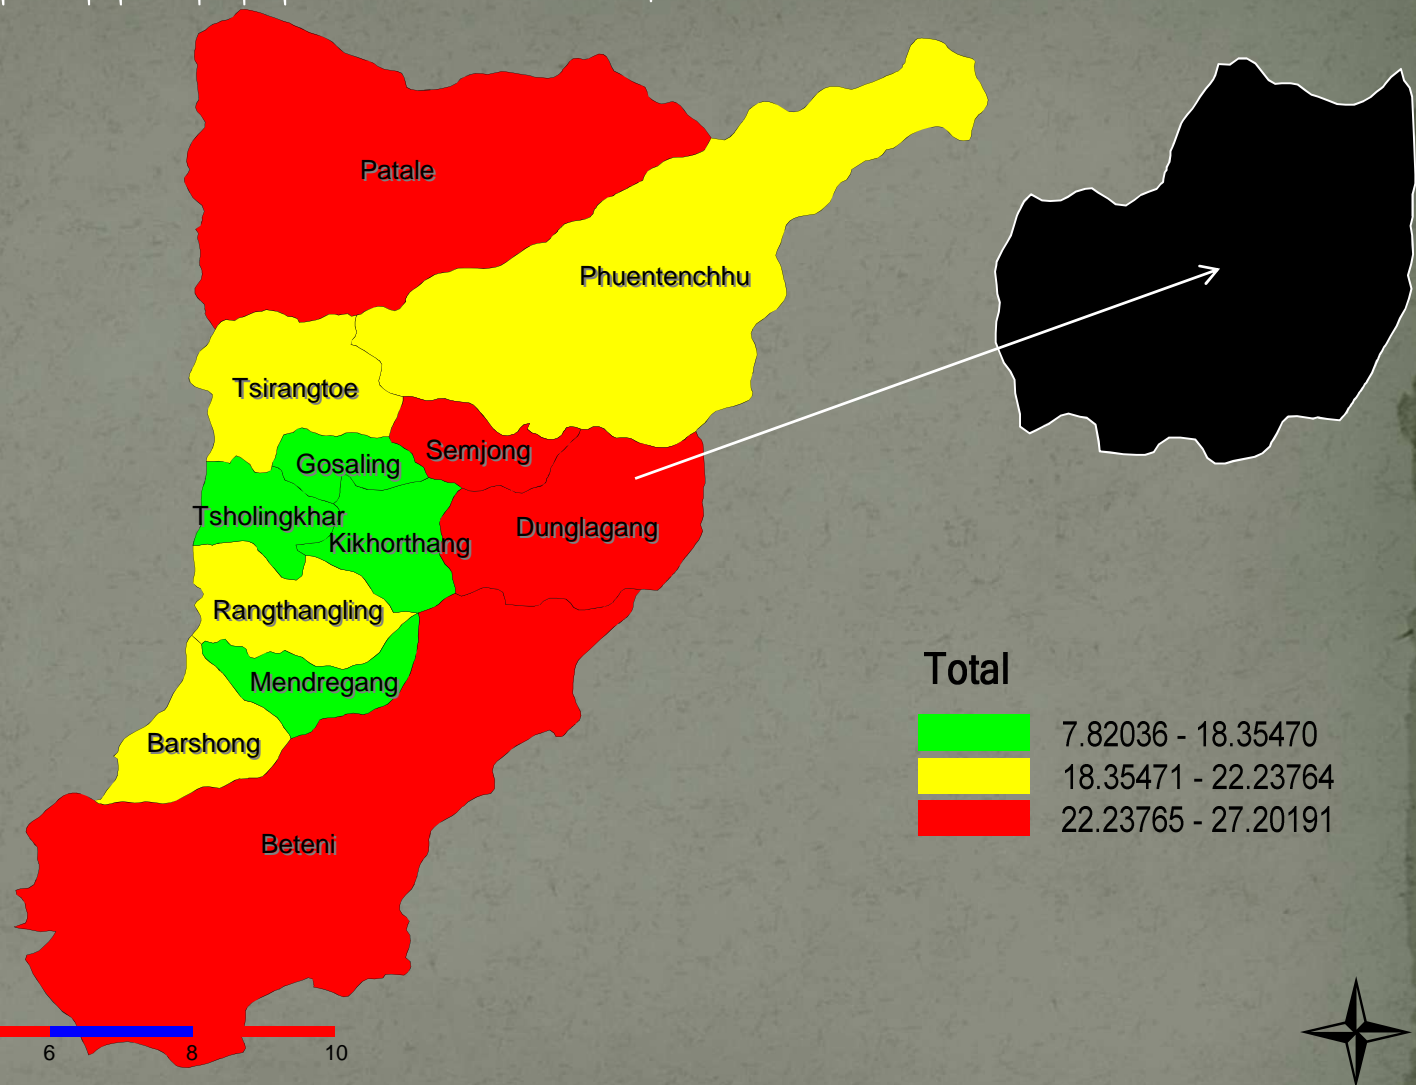 Patale
Phuentenchhu
Tsirangtoe
Semjong
Gosaling
Tsholingkhar
Dunglagang
Kikhorthang
Rangthangling
Mendregang
Barshong
Beteni
Total
7.82036 - 18.35470
18.35471 - 22.23764
22.23765 - 27.20191
6 8 10